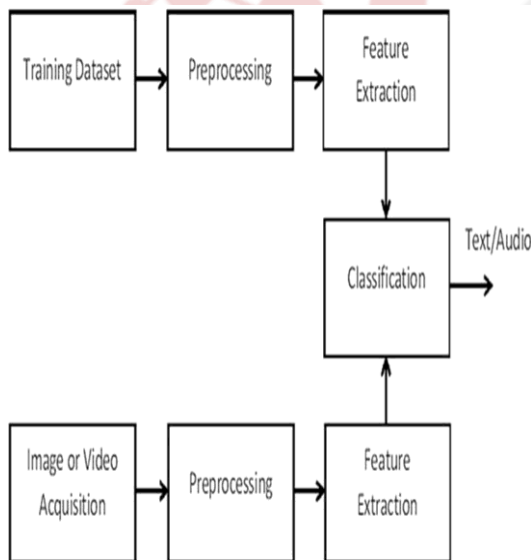 Training Dataset
Preprocessing
Feature
Extraction
Classification
Text/Audio
Image or Video
Acquisition
Preprocessing
Feature
Extraction